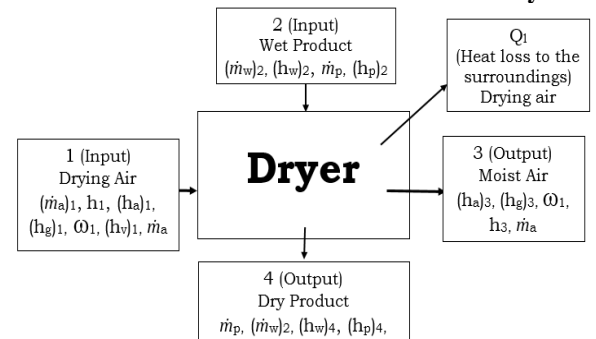 2 (Input)
Wet Product
(ṁw)2, (hw)2, ṁp, (hp)2
Q1
(Heat loss to the
surroundings)
Drying air
1 (Input)
Drying Air
(ṁa)1, h1, (ha)1,
(hg)1, ω1, (hv)1, ṁa
Dryer
3 (Output)
Moist Air
(ha)3, (hg)3, ω1,
h3, ṁa
4 (Output)
Dry Product
ṁp, (ṁw)2, (hw)4, (hp)4,